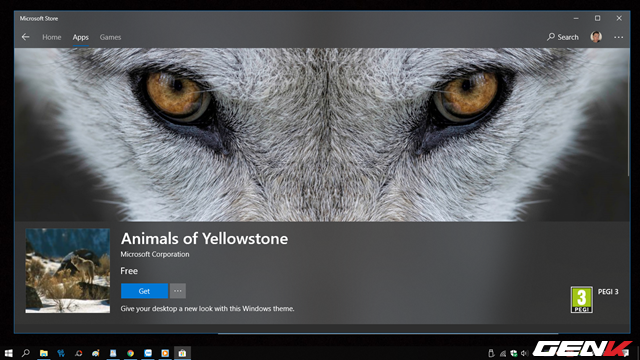 Microsoft Store
Home Apps Games
Search
Animals of Yellowstone
Microsoft Corporation
Free
Get
Give your desktop a new look with this Windows theme.
3
PEGI
PEGI 3
GENK